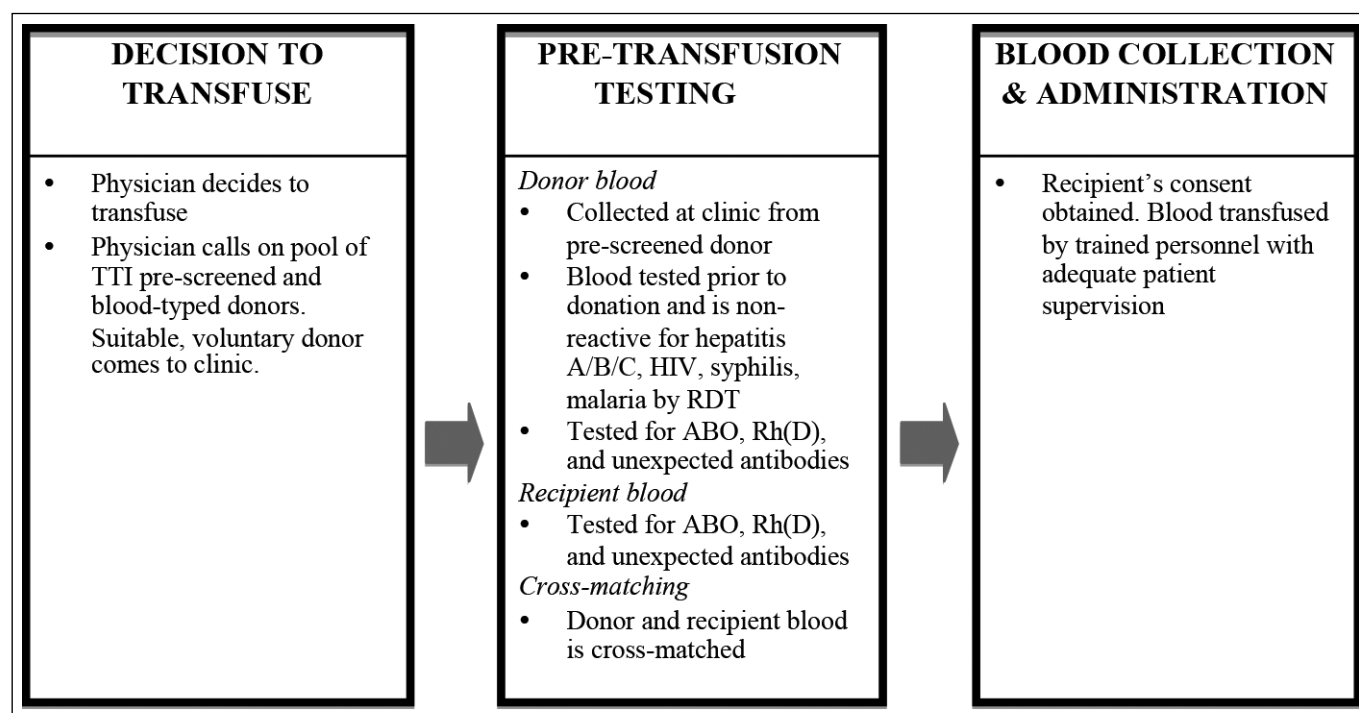 DECISION TO
TRANSFUSE
• Physician decides to
transfuse
• Physician calls on pool of
TTI pre-screened and
blood-typed donors.
Suitable, voluntary donor
comes to clinic.
PRE-TRANSFUSION
TESTING
Donor blood
• Collected at clinic from
pre-screened donor
• Blood tested prior to
donation and is non-
reactive for hepatitis
A/B/C, HIV, syphilis,
malaria by RDT
• Tested for ABO, Rh(D),
and unexpected antibodies
Recipient blood
• Tested for ABO, Rh(D),
and unexpected antibodies
Cross-matching
• Donor and recipient blood
is cross-matched
BLOOD COLLECTION
& ADMINISTRATION
• Recipient’s consent
obtained. Blood transfused
by trained personnel with
adequate patient
supervision